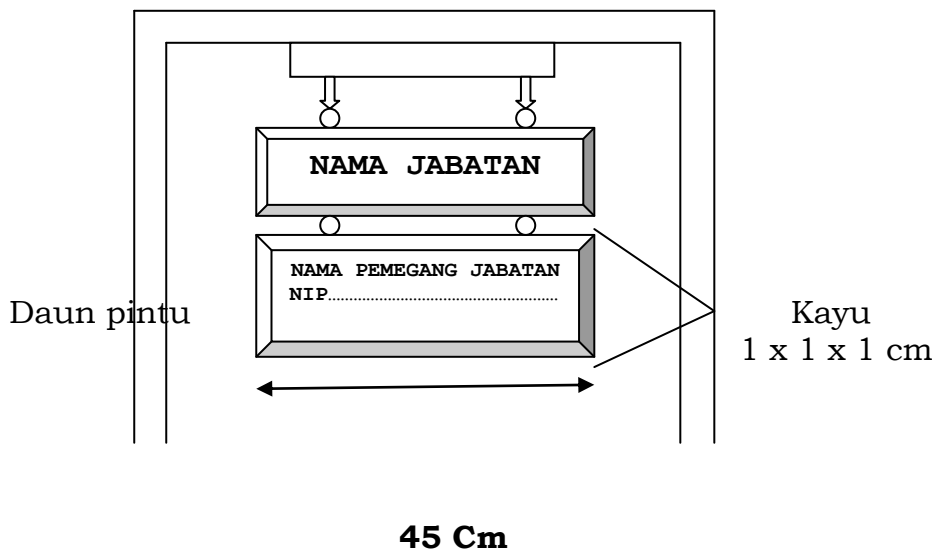 NAMA JABATAN
NAMA PEMEGANG JABATAN
NIP..............................................
Daun pintu
Kayu
1 x 1 x 1 cm
45 Cm